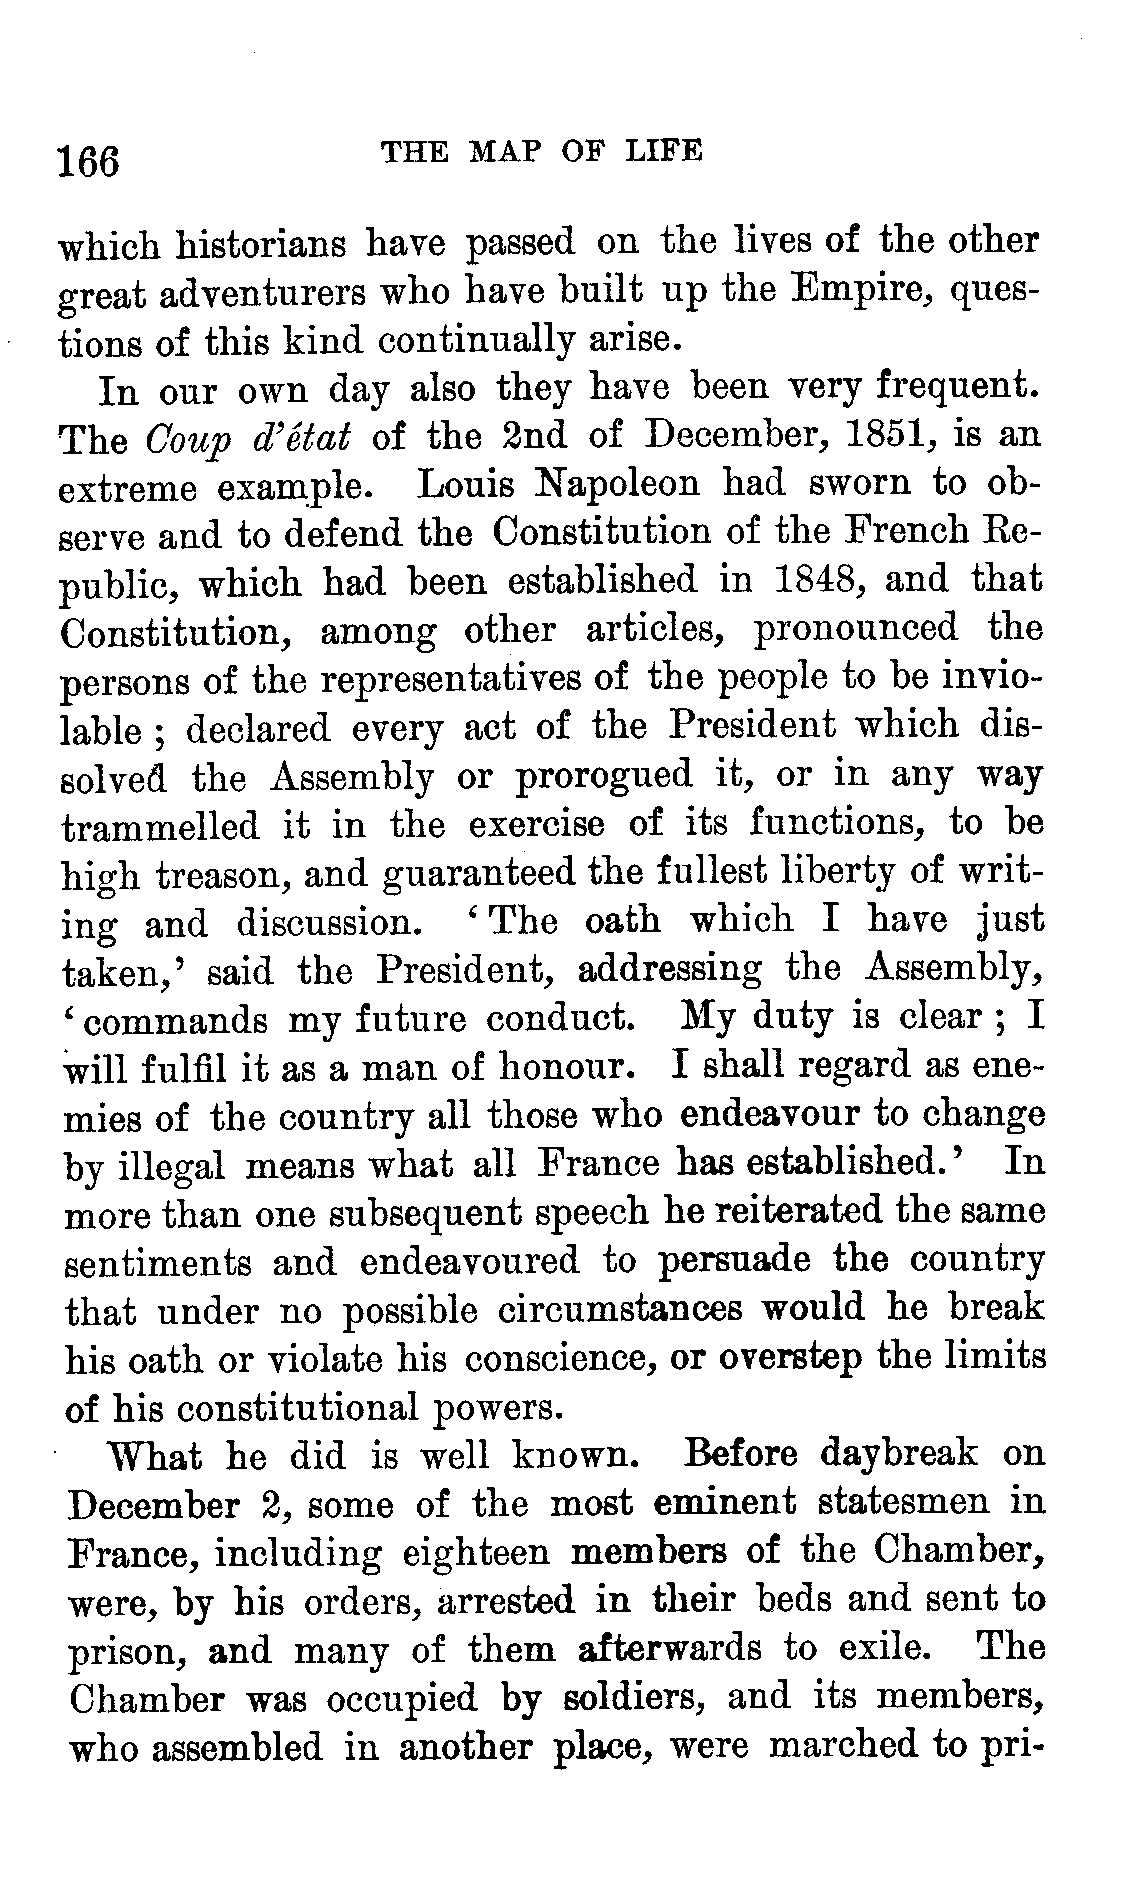 166 THE MAP OF LIFE
which historians have passed on the lives of the other
great adventurers who have built up the Empire, ques-
tions of this kind continually arise.
In our own day also they have been very frequent.
The Coup d'état of the 2nd of December, 1851, is an
extreme example. Louis Napoleon had sworn to ob-
serve and to defend the Constitution of the French Re-
public, which had been established in 1848, and that
Constitution, among other articles, pronounced the
persons of the representatives of the people to be invio-
lable ; declared every act of the President which dis-
solved the Assembly or prorogued it, or in any way
trammelled it in the exercise of its functions, to be
high treason, and guaranteed the fullest liberty of writ-
ing and discussion. ‘ The oath which I have just
taken,’ said the President, addressing the Assembly,
‘ commands my future conduct. My duty is clear ; I
will fulfil it as a man of honour. I shall regard as ene-
mies of the country all those who endeavour to change
by illegal means what all France has established.’ In
more than one subsequent speech he reiterated the same
sentiments and endeavoured to persuade the country
that under no possible circumstances would he break
his oath or violate his conscience, or overstep the limits
of his constitutional powers.
What he did is well known. Before daybreak on
December 2, some of the most eminent statesmen in
France, including eighteen members of the Chamber,
were, by his orders, arrested in their beds and sent to
prison, and many of them afterwards to exile. The
Chamber was occupied by soldiers, and its members,
who assembled in another place, were marched to pri-